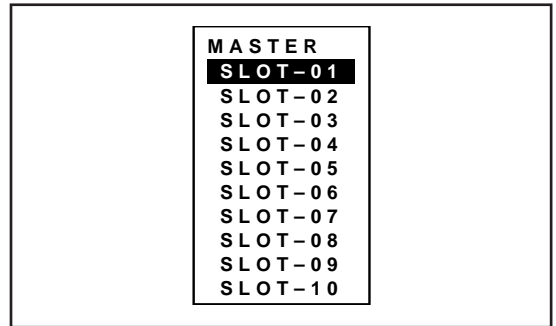 MASTER
SLOT–01
SLOT–02
SLOT–03
SLOT–04
SLOT–05
SLOT–06
SLOT–07
SLOT–08
SLOT–09
SLOT–10